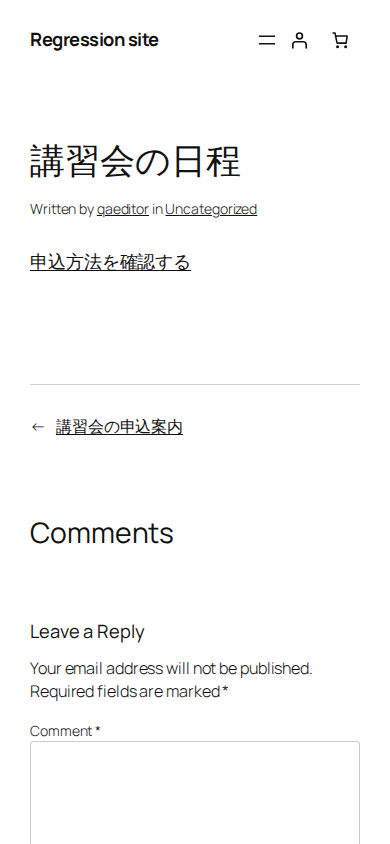 Regression site
講習会の日程
Written by qaeditor in Uncategorized
申込方法を確認する
← 講習会の申込案内
Comments
Leave a Reply
Your email address will not be published.
Required fields are marked *
Comment *